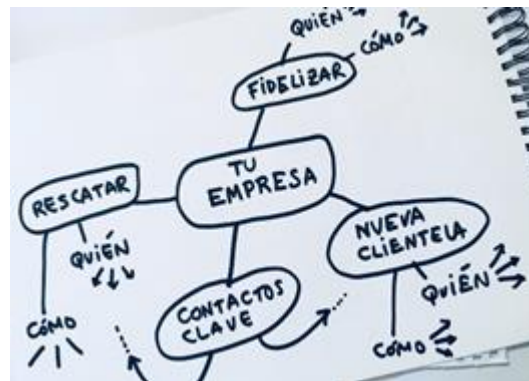 QUIÉN
CÓMO
FIDELIZAR
TU
EMPRESA
RESCATAR
QUIÉN
CÓMO
NUEVA
CLIENTELA
QUIÉN
CÓMO
CONTACTOS
CLAVE